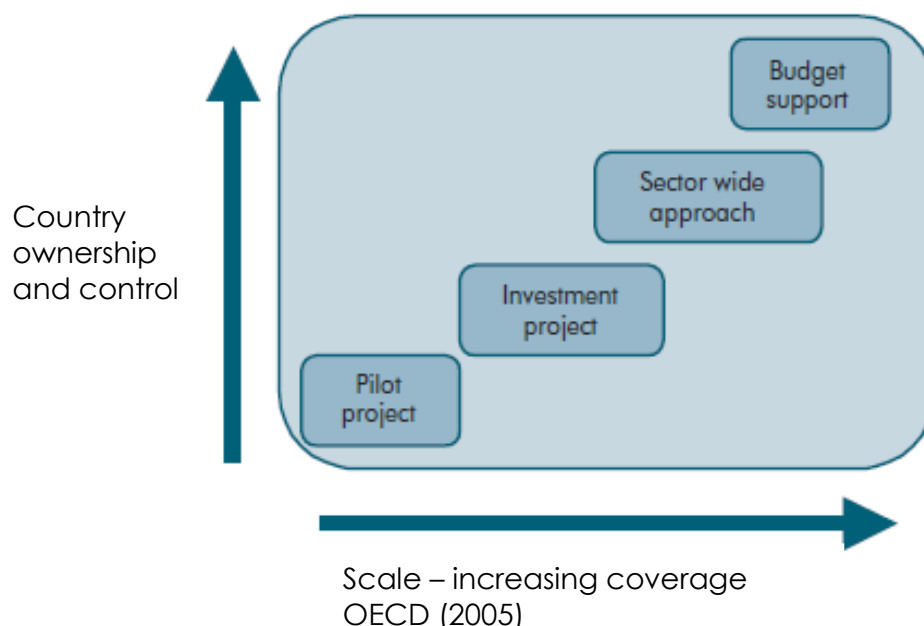 Budget
support
Sector wide
approach
Country
ownership
and control
Investment
project
Pilot
project
Scale – increasing coverage
OECD (2005)